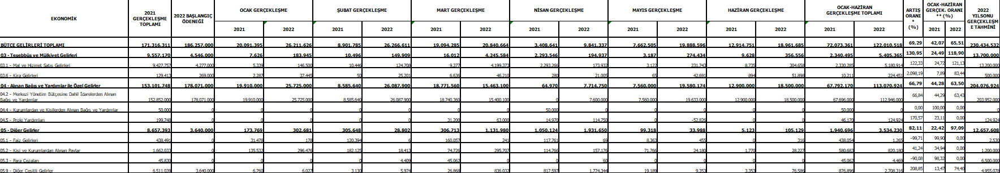 EKONOMİK 2021 GERÇEKLEŞME TOPLAMI 2022 BAŞLANGIÇ ÖDENEĞİ OCAK GERÇEKLEŞME ŞUBAT GERÇEKLEŞME MART GERÇEKLEŞME NİSAN GERÇEKLEŞME MAYIS GERÇEKLEŞME HAZİRAN GERÇEKLEŞME OCAK-HAZİRAN GERÇEKLEŞME TOPLAMI ARTIŞ ORANI * (%) OCAK-HAZİRAN GERÇEK. ORANI ** (%) 2022 YILSONU GERÇEKLEŞME TAHMİNİ
2021 2022 2021 2022 2021 2022 2021 2022 2021 2022 2021 2022 2021 2022 2021 2022
BÜTÇE GELİRLERİ TOPLAMI 171.316.311 186.257.000 20.091.395 26.211.626 8.901.785 26.266.611 19.094.285 20.840.664 3.408.641 9.841.337 7.662.505 19.888.596 12.914.751 18.961.685 72.073.361 122.010.518 69,29 42,07 65,51 230.434.532
03 - Teşebbüs ve Mülkiyet Gelirleri 9.557.170 4.546.000 7.626 183.945 10.496 149.909 16.012 4.245.584 2.293.546 194.937 3.187 274.434 9.628 356.556 2.340.495 5.405.365 130,95 24,49 118,90 13.700.000
03.1 - Mal ve Hizmet Satış Gelirleri 9.427.757 4.277.000 5.339 146.500 10.446 124.708 9.377 4.199.373 2.293.266 173.932 3.122 231.743 8.735 304.658 2.330.285 5.180.914 122,33 24,72 121,13 13.200.000
03.6 - Kira Gelirleri 129.413 269.000 2.287 37.445 50 25.201 6.636 46.210 280 21.005 65 42.691 894 51.898 10.211 224.451 2.098,19 7,89 83,44 500.000
04 - Alınan Bağış ve Yardımlar ile Özel Gelirler 153.101.748 178.071.000 19.910.000 25.725.000 8.585.640 26.087.900 18.771.560 15.463.100 64.970 7.714.750 7.560.000 19.580.174 12.900.000 18.500.000 67.792.170 113.070.924 66,79 44,28 63,50 204.076.924
04.2 - Merkezi Yönetim Bütçesine Dahil İdarelerden Alınan
Bağış ve Yardımlar 152.852.000 178.071.000 19.910.000 25.725.000 8.585.640 26.087.900 18.740.360 15.400.100 0 7.600.000 7.560.000 19.633.000 12.900.000 18.500.000 67.696.000 112.946.000 66,84 44,29 63,43 203.952.000
04.4 - Kurumlardan ve Kişilerden Alınan Bağış ve Yardımlar 50.000 0 0 0 0 0 0 0 50.000 0 0 0 0 0 50.000 0 0,00 100,00 0,00 0
04.5 - Proje Yardımları 199.748 0 0 0 0 0 31.200 63.000 14.970 114.750 0 -52.826 0 0 46.170 124.924 170,57 23,11 0,00 124.924
05 - Diğer Gelirler 8.657.393 3.640.000 173.769 302.681 305.648 28.802 306.713 1.131.980 1.050.124 1.931.650 99.318 33.988 5.123 105.129 1.940.696 3.534.230 82,11 22,42 97,09 12.657.608
05.1 - Faiz Gelirleri 438.491 0 31.478 178 120.394 6 160.057 241 117.761 69 8.363 455 0 316 438.054 1.265 -99,71 99,90 0,00 2.530
05.2 - Kişi ve Kurumlardan Alınan Paylar 1.662.033 0 135.532 296.476 182.125 18.413 74.726 295.707 114.766 157.176 71.766 24.180 1.770 28.227 580.683 820.180 41,24 34,94 0,00 1.200.000
05.3 - Para Cezaları 45.830 0 0 0 0 4.409 45.062 0 0 60 0 0 0 0 45.062 4.469 -90,08 98,32 0,00 6.500.000
05.9 - Diğer Çeşitli Gelirler 6.511.039 3.640.000 6.760 6.027 3.130 5.974 26.868 836.032 817.597 1.774.344 19.189 9.353 3.353 76.586 876.896 2.708.316 208,85 13,47 74,40 4.955.078